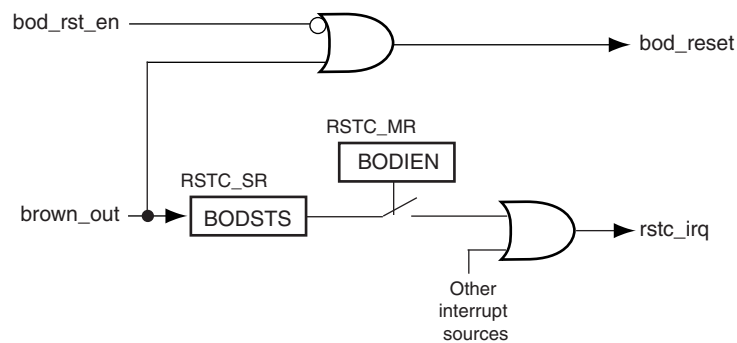 bod_rst_en
bod_reset
RSTC_MR
BODIEN
RSTC_SR
brown_out
BODSTS
rstc_irq
Other
interrupt
sources